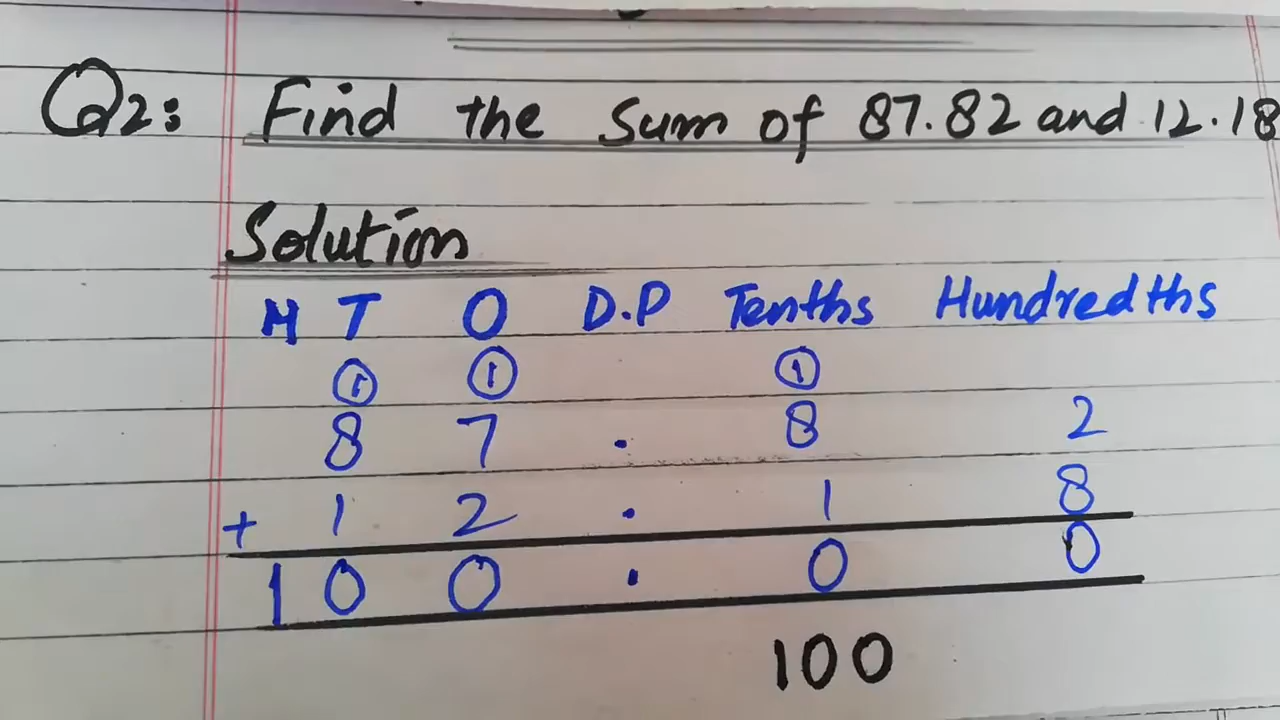 Q2: Find the sum of 87.82 and 12.18
Solution
H T O D.P Tenths Hundredths
① ① ①
8 7 . 8 2
+ 1 2 . 1 8
1 0 0 . 0 0
100